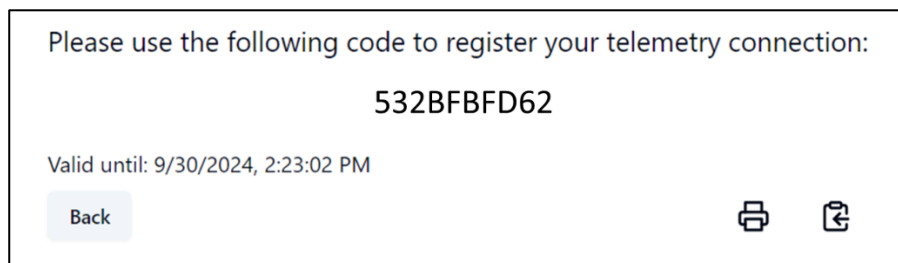 Please use the following code to register your telemetry connection:
532BFBFD62
Valid until: 9/30/2024, 2:23:02 PM
Back